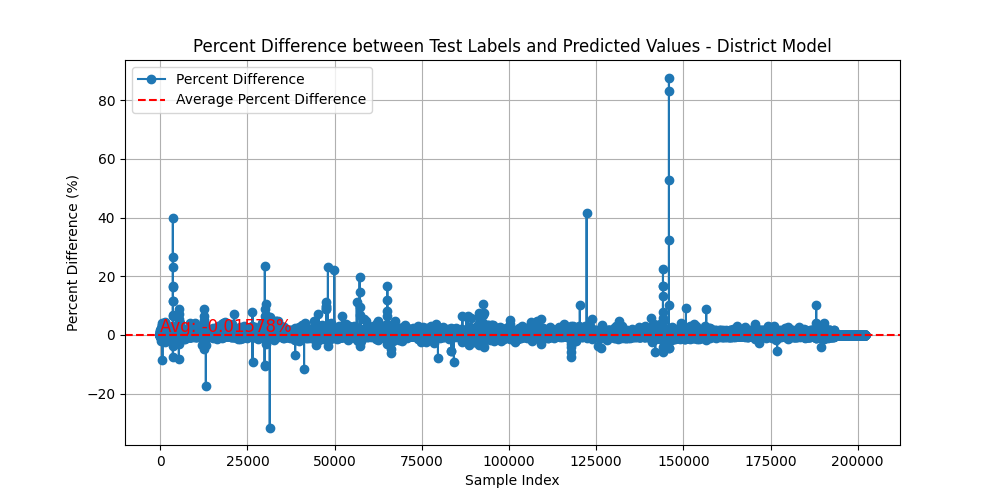 Percent Difference between Test Labels and Predicted Values - District Model
Percent Difference
Average Percent Difference
Percent Difference (%)
80
60
40
20
0
−20
Avg: -0.01578%
0 25000 50000 75000 100000 125000 150000 175000 200000
Sample Index